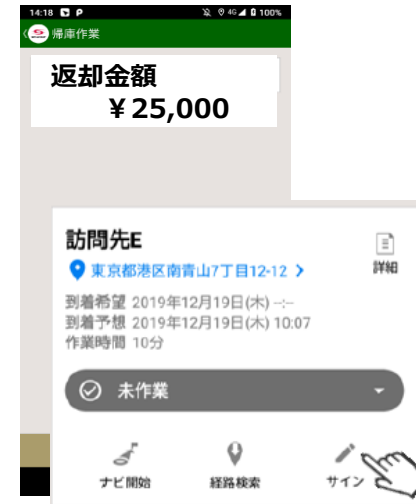 14:18 P 4G 100%
帰庫作業
返却金額
¥25,000
訪問先E
東京都港区南青山7丁目12-12
詳細
到着希望 2019年12月19日(木) --:--
到着予想 2019年12月19日(木) 10:07
作業時間 10分
未作業
ナビ開始 経路検索 サイン